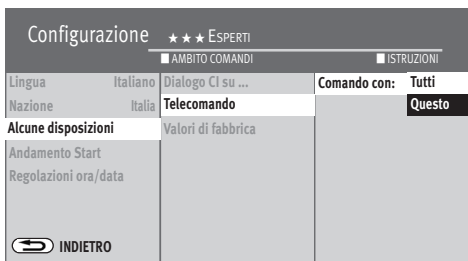 Configurazione ★★★ ESPERTI
AMBITO COMANDI ISTRUZIONI
Lingua Italiano Dialogo CI su ... Comando con: Tutti
Nazione Italia Telecomando Questo
Alcune disposizioni Valori di fabbrica
Andamento Start
Regolazioni ora/data
INDIETRO